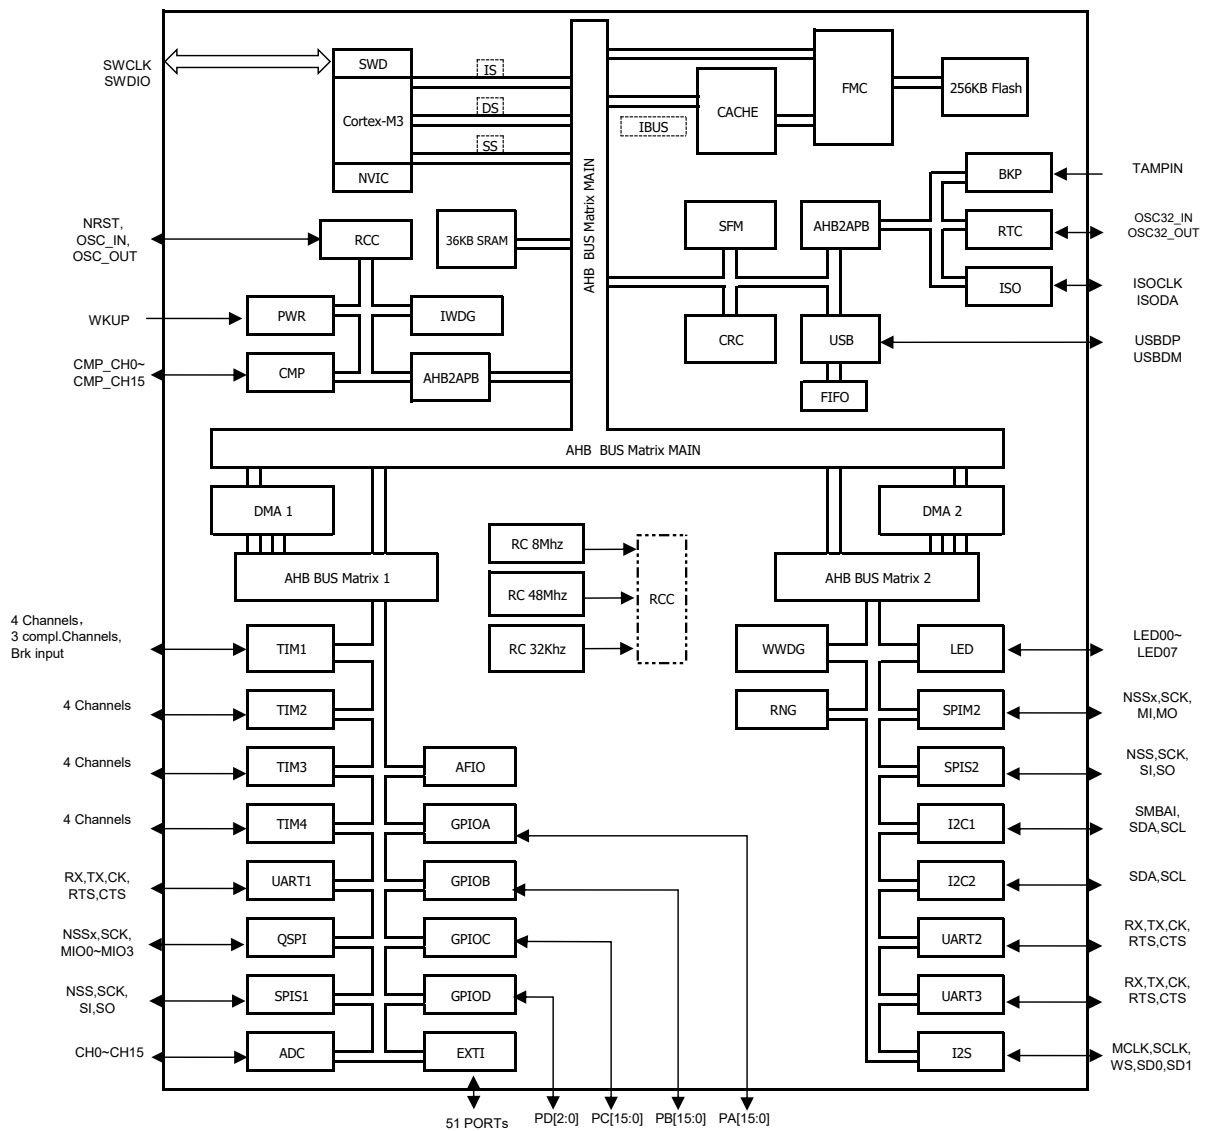 SWCLK
SWDIO
SWD
Cortex-M3
NVIC
IS
DS
SS
AHB BUS Matrix MAIN
IBUS
CACHE
FMC
256KB Flash
BKP
TAMPIN
RTC
OSC32_IN
OSC32_OUT
ISO
ISOCLK
ISODA
NRST,
OSC_IN,
OSC_OUT
RCC
36KB SRAM
SFM
AHB2APB
WKUP
PWR
IWDG
CRC
USB
USBDP
USBDM
CMP_CH0~
CMP_CH15
CMP
AHB2APB
FIFO
AHB BUS Matrix MAIN
DMA 1
DMA 2
RC 8Mhz
RC 48Mhz
RC 32Khz
RCC
AHB BUS Matrix 1
AHB BUS Matrix 2
4 Channels，
3 compl.Channels,
Brk input
TIM1
WWDG
LED
LED00~
LED07
4 Channels
TIM2
RNG
SPIM2
NSSx,SCK,
MI,MO
4 Channels
TIM3
AFIO
SPIS2
NSS,SCK,
SI,SO
4 Channels
TIM4
GPIOA
I2C1
SMBAI,
SDA,SCL
RX,TX,CK,
RTS,CTS
UART1
GPIOB
I2C2
SDA,SCL
NSSx,SCK,
MIO0~MIO3
QSPI
GPIOC
UART2
RX,TX,CK,
RTS,CTS
NSS,SCK,
SI,SO
SPIS1
GPIOD
UART3
RX,TX,CK,
RTS,CTS
CH0~CH15
ADC
EXTI
I2S
MCLK,SCLK,
WS,SD0,SD1
51 PORTs
PD[2:0]
PC[15:0]
PB[15:0]
PA[15:0]